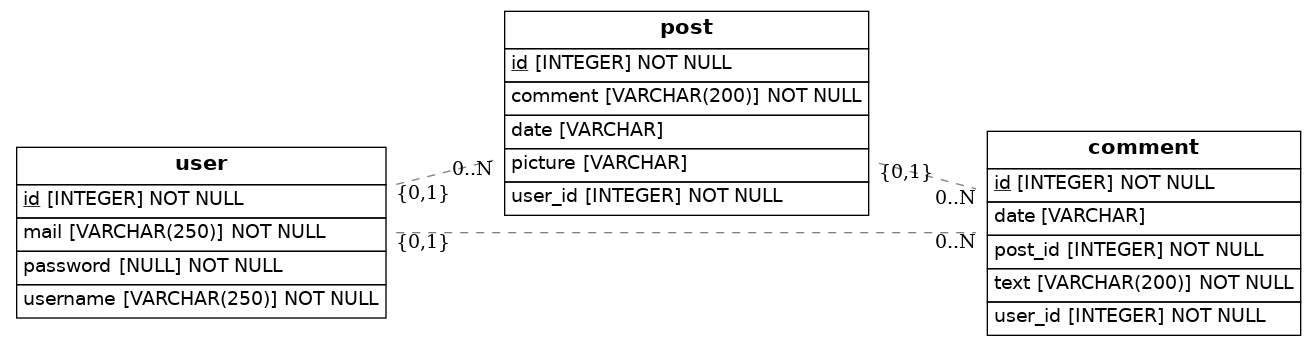 post
id [INTEGER] NOT NULL
comment [VARCHAR(200)] NOT NULL
date [VARCHAR]
picture [VARCHAR]
user_id [INTEGER] NOT NULL
user
id [INTEGER] NOT NULL
mail [VARCHAR(250)] NOT NULL
password [NULL] NOT NULL
username [VARCHAR(250)] NOT NULL
0..N
{0,1}
{0,1}
0..N
{0,1}
0..N
comment
id [INTEGER] NOT NULL
date [VARCHAR]
post_id [INTEGER] NOT NULL
text [VARCHAR(200)] NOT NULL
user_id [INTEGER] NOT NULL